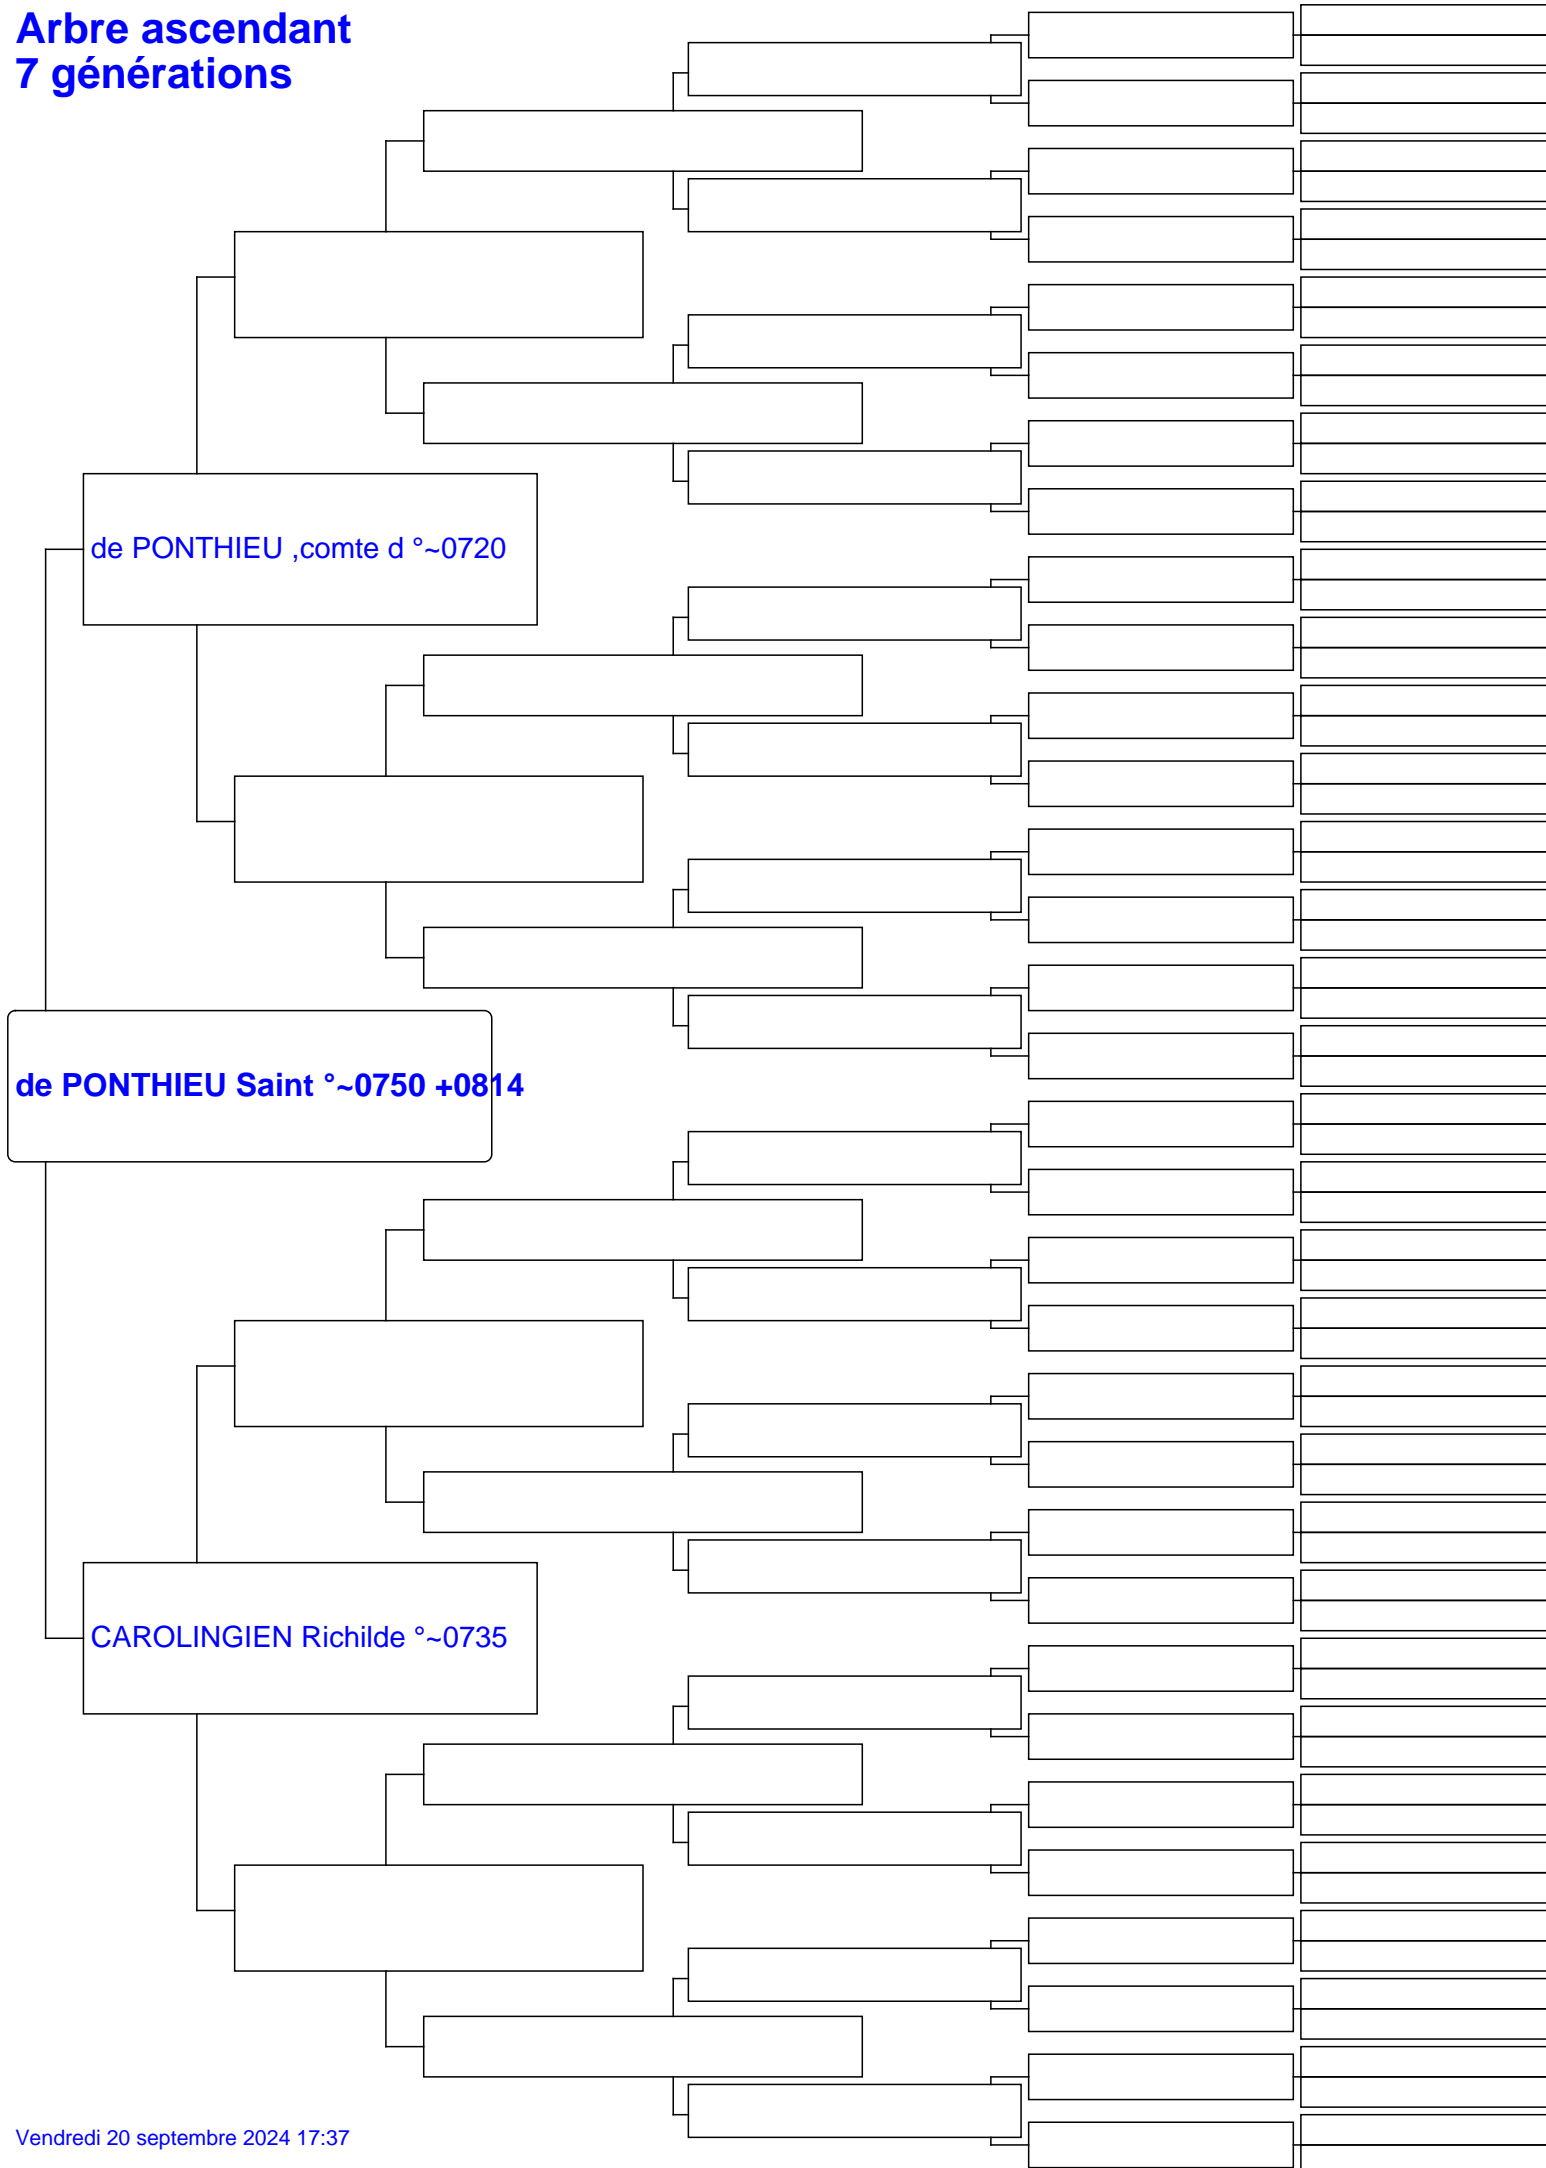 Arbre ascendant
7 générations
de PONTHIEU ,comte d °~0720
de PONTHIEU Saint °~0750 +0814
CAROLINGIEN Richilde °~0735
Vendredi 20 septembre 2024 17:37